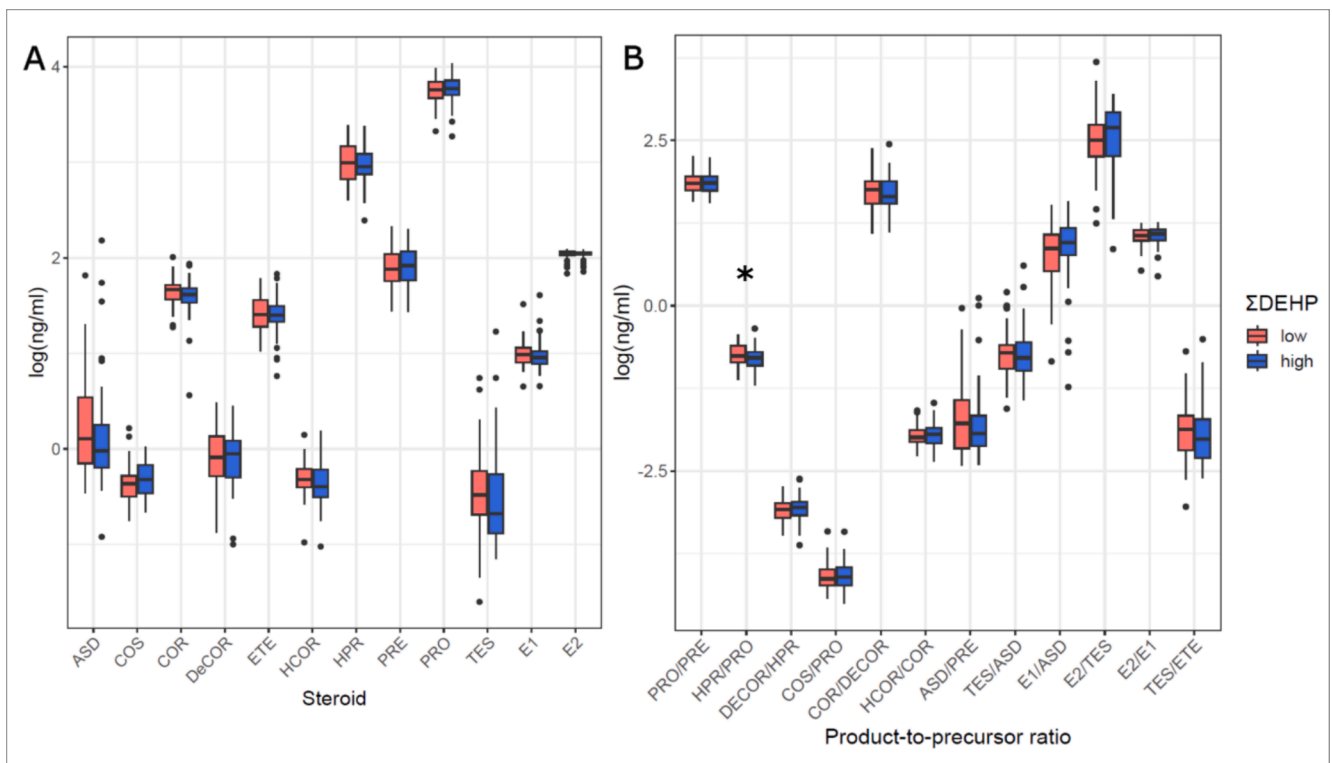 A
log(ng/ml)
4
2
0
ASD
COS
COR
DeCOR
ETE
HCOR
HPR
PRE
PRO
TES
E1
E2
Steroid
B
log(ng/ml)
2.5
0.0
-2.5
*
PRO/PRE
HPR/PRO
DECOR/HPR
COS/PRO
COR/DECOR
HCOR/COR
ASD/PRE
TES/ASD
E1/ASD
E2/TES
E2/E1
TES/ETE
Product-to-precursor ratio
ΣDEHP
low
high